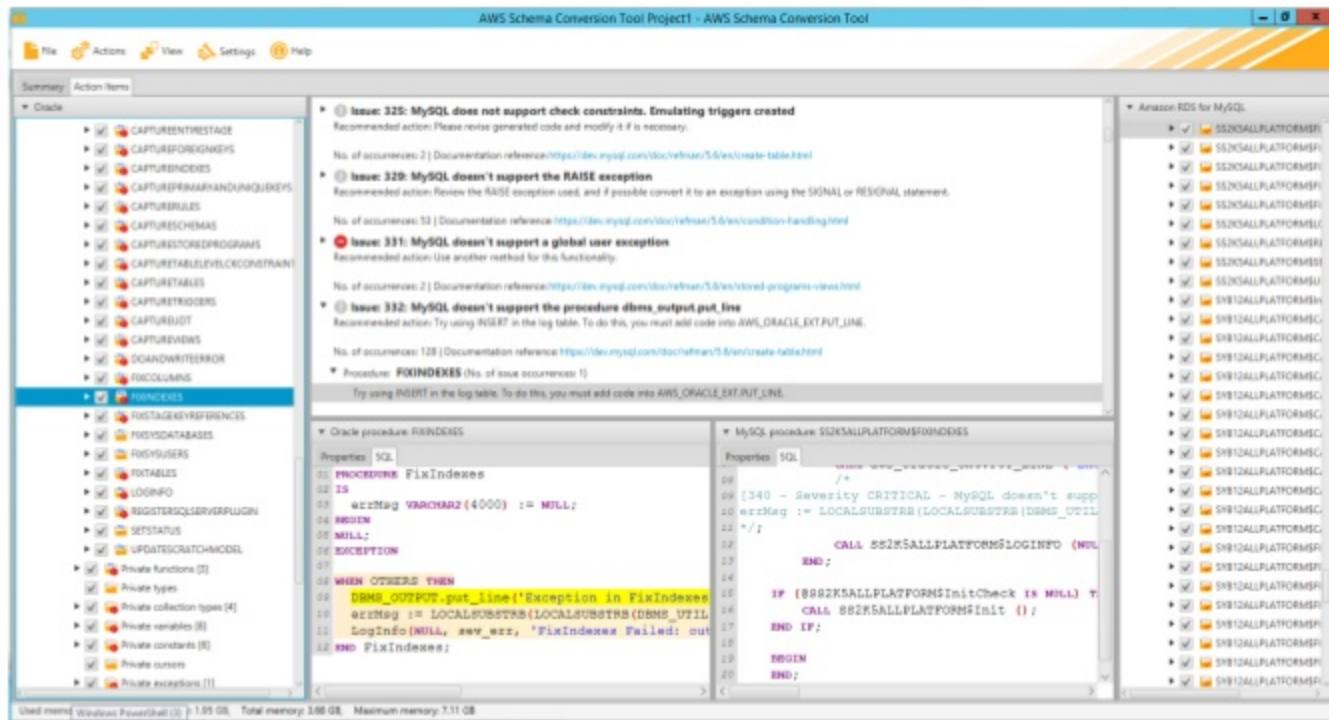 AWS Schema Conversion Tool Project1 - AWS Schema Conversion Tool
File Actions View Settings Help
Summary Action Items
Oracle
CAPTUREENTIRESTAGE
CAPTUREFOREIGNKEYS
CAPTUREINDEXES
CAPTUREPRIMARYANDUNIQUEKEYS
CAPTURERULES
CAPTURESCHEMAS
CAPTURESTOREDPROGRAMS
CAPTURETABLELEVELCKCONSTRAINT
CAPTURETABLES
CAPTURETRIGGERS
CAPTUREUDT
CAPTUREVIEWS
DOANDWRITEERROR
FIXCOLUMNS
FIXINDEXES
FIXSTAGEKEYREFERENCES
FIXSYSDATABASES
FIXSYSUSERS
FIXTABLES
LOGINFO
REGISTERSQLSERVERPLUGIN
SETSTATUS
UPDATESCRATCHMODEL
Private functions [3]
Private types
Private collection types [4]
Private variables [8]
Private constants [6]
Private cursors
Private exceptions [1]
Issue: 325: MySQL does not support check constraints. Emulating triggers created
Recommended action: Please revise generated code and modify it if is necessary.
No. of occurrences: 2 | Documentation reference:https://dev.mysql.com/doc/refman/5.6/en/create-table.html
Issue: 329: MySQL doesn't support the RAISE exception
Recommended action: Review the RAISE exception used, and if possible convert it to an exception using the SIGNAL or RESIGNAL statement.
No. of occurrences: 53 | Documentation reference:https://dev.mysql.com/doc/refman/5.6/en/condition-handling.html
Issue: 331: MySQL doesn't support a global user exception
Recommended action: Use another method for this functionality.
No. of occurrences: 2 | Documentation reference:https://dev.mysql.com/doc/refman/5.6/en/stored-programs-views.html
Issue: 332: MySQL doesn't support the procedure dbms_output.put_line
Recommended action: Try using INSERT in the log table. To do this, you must add code into AWS_ORACLE_EXT.PUT_LINE.
No. of occurrences: 128 | Documentation reference:https://dev.mysql.com/doc/refman/5.6/en/create-table.html
Procedure: FIXINDEXES (No. of issue occurrences: 1)
Try using INSERT in the log table. To do this, you must add code into AWS_ORACLE_EXT.PUT_LINE.
Oracle procedure: FIXINDEXES
Properties SQL
01 PROCEDURE FixIndexes
02 IS
03 errMsg VARCHAR2(4000) := NULL;
04 BEGIN
05 NULL;
06 EXCEPTION
07
08 WHEN OTHERS THEN
09 DBMS_OUTPUT.put_line('Exception in FixIndexes
10 errMsg := LOCALSUBSTRB(LOCALSUBSTRB(DBMS_UTIL
11 LogInfo(NULL, sev_err, 'FixIndexes Failed: out
12 END FixIndexes;
MySQL procedure: SS2K5ALLPLATFORM$FIXINDEXES
Properties SQL
08 /*
09 [340 - Severity CRITICAL - MySQL doesn't supp
10 errMsg := LOCALSUBSTRB(LOCALSUBSTRB(DBMS_UTIL
11 */;
12 CALL SS2K5ALLPLATFORM$LOGINFO (NUL
13 END;
14
15 IF (@SS2K5ALLPLATFORM$InitCheck IS NULL) T
16 CALL SS2K5ALLPLATFORM$Init ();
17 END IF;
18
19 BEGIN
20 END;
Amazon RDS for MySQL
Used memo Windows PowerShell (3) 1.95 GB, Total memory: 3.68 GB, Maximum memory: 7.11 GB